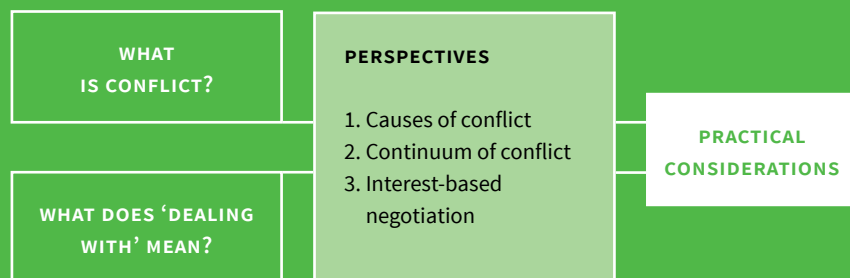 WHAT
IS CONFLICT?
WHAT DOES ‘DEALING
WITH’ MEAN?
PERSPECTIVES
1. Causes of conflict
2. Continuum of conflict
3. Interest-based
negotiation
PRACTICAL
CONSIDERATIONS